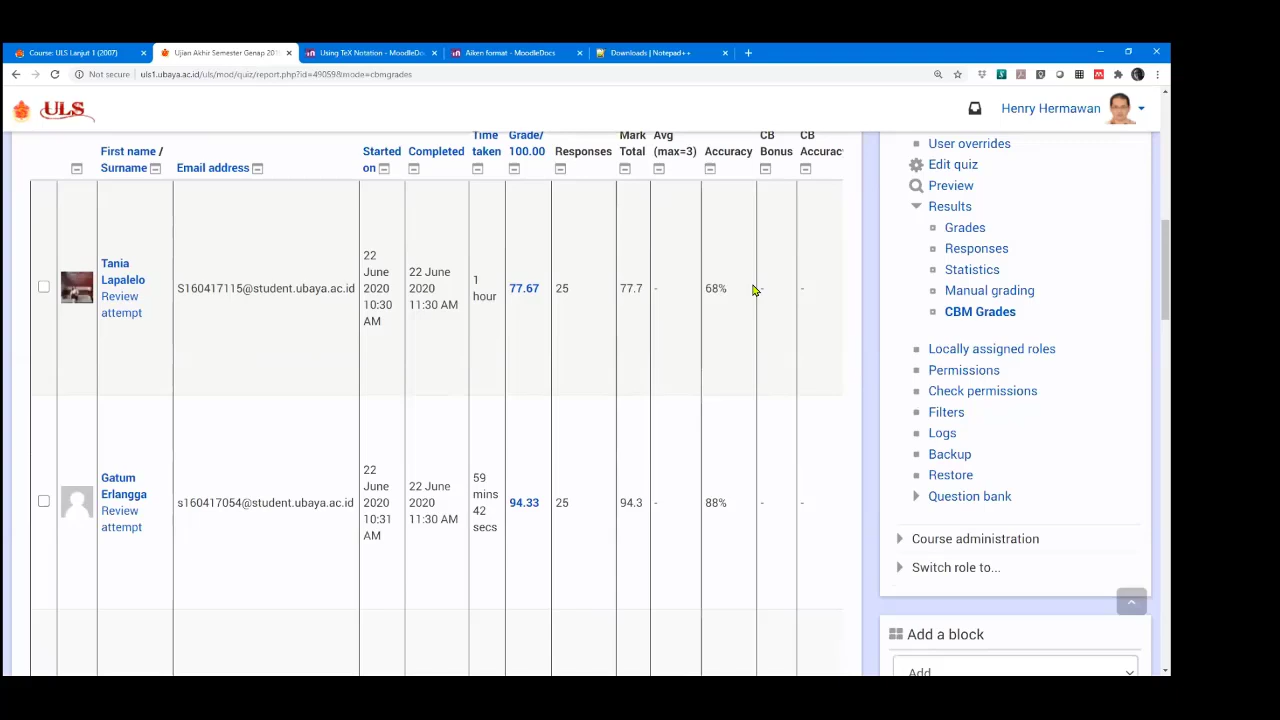 Course: ULS Lanjut 1 (2007)
Ujian Akhir Semester Genap 201
Using TeX Notation - MoodleDoc
Aiken format - MoodleDocs
Downloads | Notepad++
Not secure
uls1.ubaya.ac.id/uls/mod/quiz/report.php?id=49059&mode=cbmgrades
ULS
Henry Hermawan
First name /
Surname
Email address
Started
on
Completed
Time
taken
Grade/
100.00
Responses
Mark
Total
Avg
(max=3)
Accuracy
CB
Bonus
CB
Accurac
Tania
Lapalelo
Review
attempt
S160417115@student.ubaya.ac.id
22
June
2020
10:30
AM
22 June
2020
11:30 AM
1
hour
77.67
25
77.7
-
68%
-
-
Gatum
Erlangga
Review
attempt
s160417054@student.ubaya.ac.id
22
June
2020
10:31
AM
22 June
2020
11:30 AM
59
mins
42
secs
94.33
25
94.3
-
88%
-
-
User overrides
Edit quiz
Preview
Results
Grades
Responses
Statistics
Manual grading
CBM Grades
Locally assigned roles
Permissions
Check permissions
Filters
Logs
Backup
Restore
Question bank
Course administration
Switch role to...
Add a block
Add...